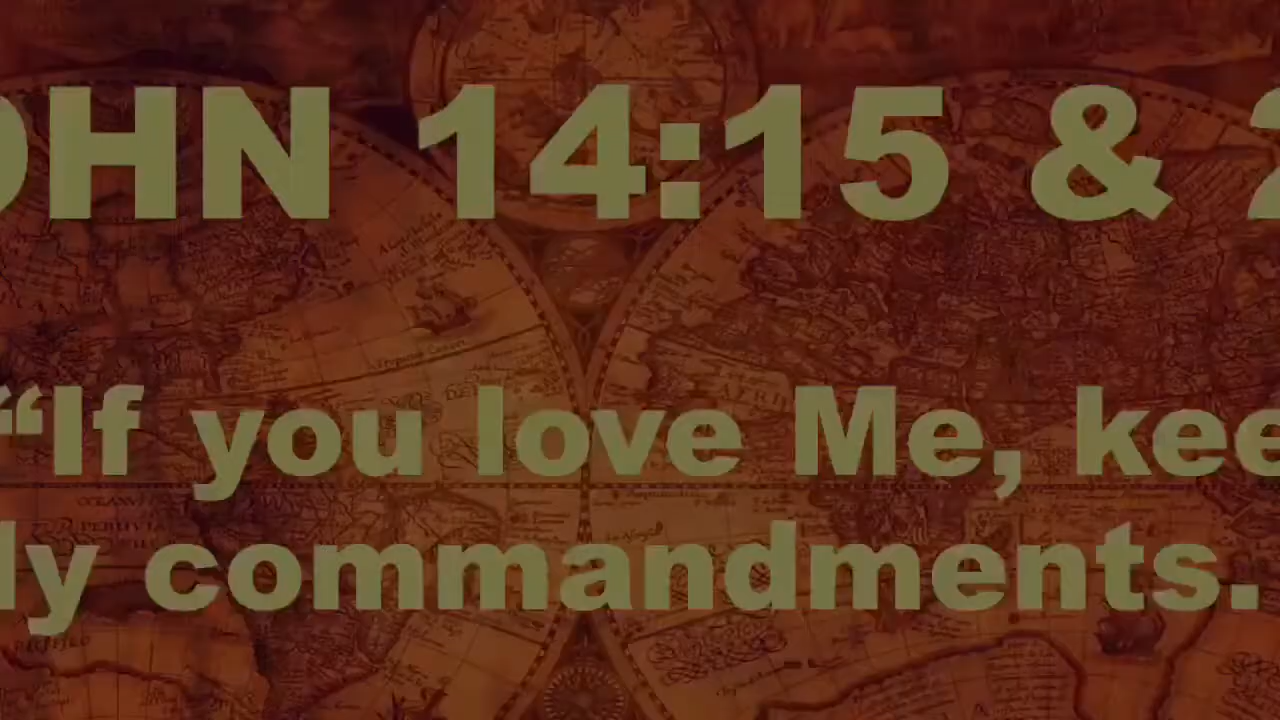 OHN 14:15 & 2
“If you love Me, kee
ly commandments.